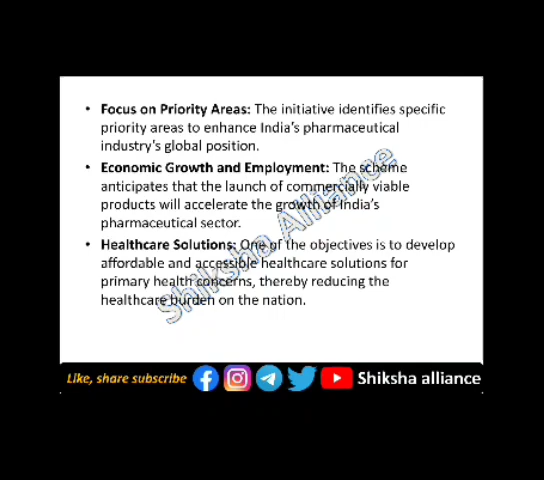 • Focus on Priority Areas: The initiative identifies specific
priority areas to enhance India's pharmaceutical
industry's global position.
• Economic Growth and Employment: The scheme
anticipates that the launch of commercially viable
products will accelerate the growth of India's
pharmaceutical sector.
• Healthcare Solutions: One of the objectives is to develop
affordable and accessible healthcare solutions for
primary health concerns, thereby reducing the
healthcare burden on the nation.
Shiksha Alliance
Like, share subscribe
Shiksha alliance